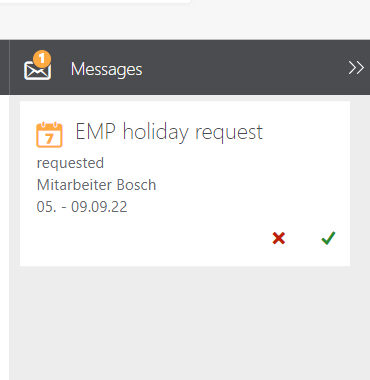 1
Messages
7
EMP holiday request
requested
Mitarbeiter Bosch
05. - 09.09.22